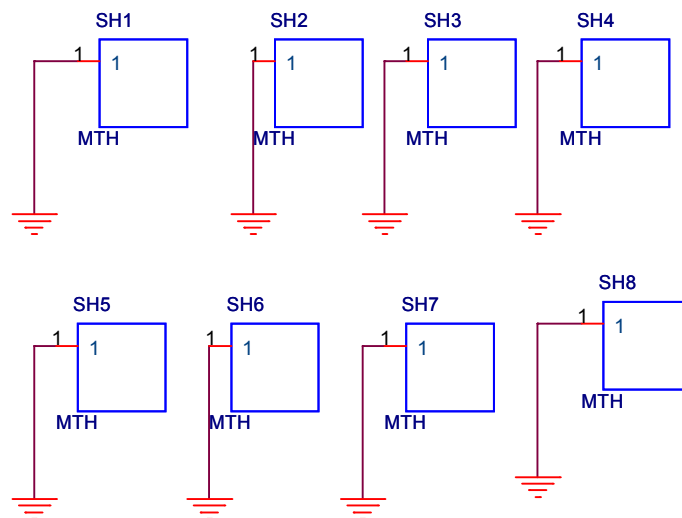 SH1 SH2 SH3 SH4
1 1 1 1
1 1 1 1
MTH MTH MTH MTH
SH8
SH5 SH6 SH7
1
1
1 1 1
1 1 1
MTH
MTH MTH MTH